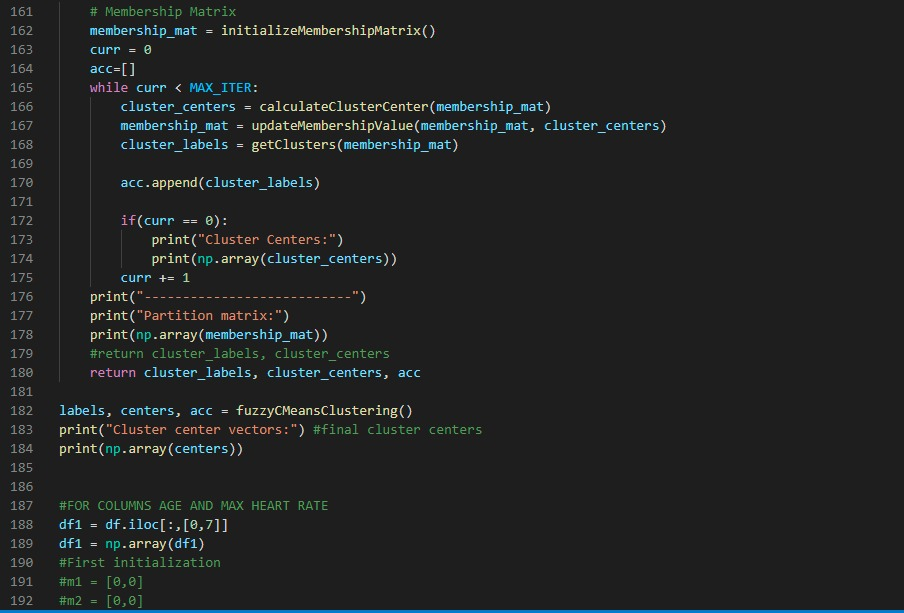 161 # Membership Matrix
162 membership_mat = initializeMembershipMatrix()
163 curr = 0
164 acc=[]
165 while curr < MAX_ITER:
166 cluster_centers = calculateClusterCenter(membership_mat)
167 membership_mat = updateMembershipValue(membership_mat, cluster_centers)
168 cluster_labels = getClusters(membership_mat)
169
170 acc.append(cluster_labels)
171
172 if(curr == 0):
173 print("Cluster Centers:")
174 print(np.array(cluster_centers))
175 curr += 1
176 print("---------------------------")
177 print("Partition matrix:")
178 print(np.array(membership_mat))
179 #return cluster_labels, cluster_centers
180 return cluster_labels, cluster_centers, acc
181
182 labels, centers, acc = fuzzyCMeansClustering()
183 print("Cluster center vectors:") #final cluster centers
184 print(np.array(centers))
185
186
187 #FOR COLUMNS AGE AND MAX HEART RATE
188 df1 = df.iloc[:,[0,7]]
189 df1 = np.array(df1)
190 #First initialization
191 #m1 = [0,0]
192 #m2 = [0,0]